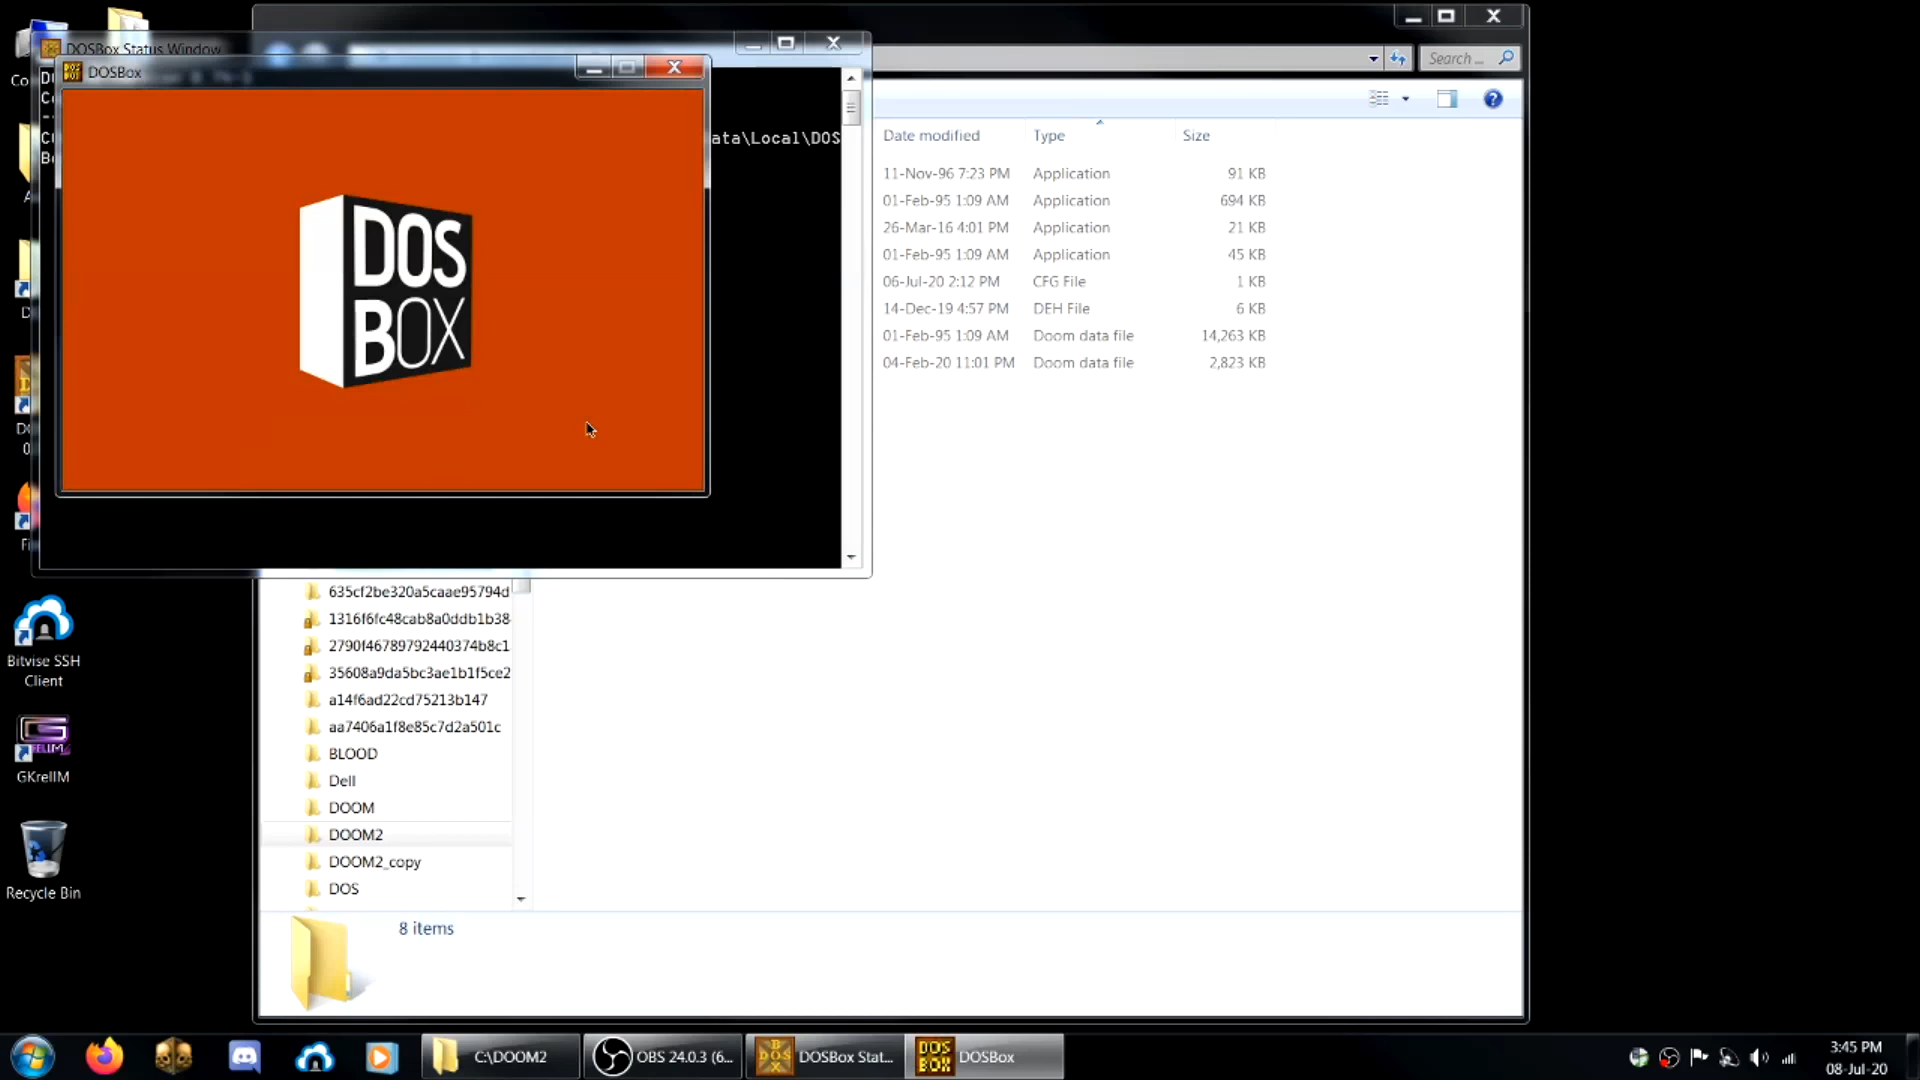 DOSBox Status Window
DOSBox
DOS
BOX
ata\Local\DOS
Search ...
Date modified Type Size
11-Nov-96 7:23 PM Application 91 KB
01-Feb-95 1:09 AM Application 694 KB
26-Mar-16 4:01 PM Application 21 KB
01-Feb-95 1:09 AM Application 45 KB
06-Jul-20 2:12 PM CFG File 1 KB
14-Dec-19 4:57 PM DEH File 6 KB
01-Feb-95 1:09 AM Doom data file 14,263 KB
04-Feb-20 11:01 PM Doom data file 2,823 KB
635cf2be320a5caae95794d
1316f6fc48cab8a0ddb1b38
2790f46789792440374b8c1
35608a9da5bc3ae1b1f5ce2
a14f6ad22cd75213b147
aa7406a1f8e85c7d2a501c
BLOOD
Dell
DOOM
DOOM2
DOOM2_copy
DOS
8 items
Co
Fi
Bitvise SSH
Client
GKrellM
Recycle Bin
C:\DOOM2
OBS 24.0.3 (6...
DOSBox Stat...
DOSBox
3:45 PM
08-Jul-20